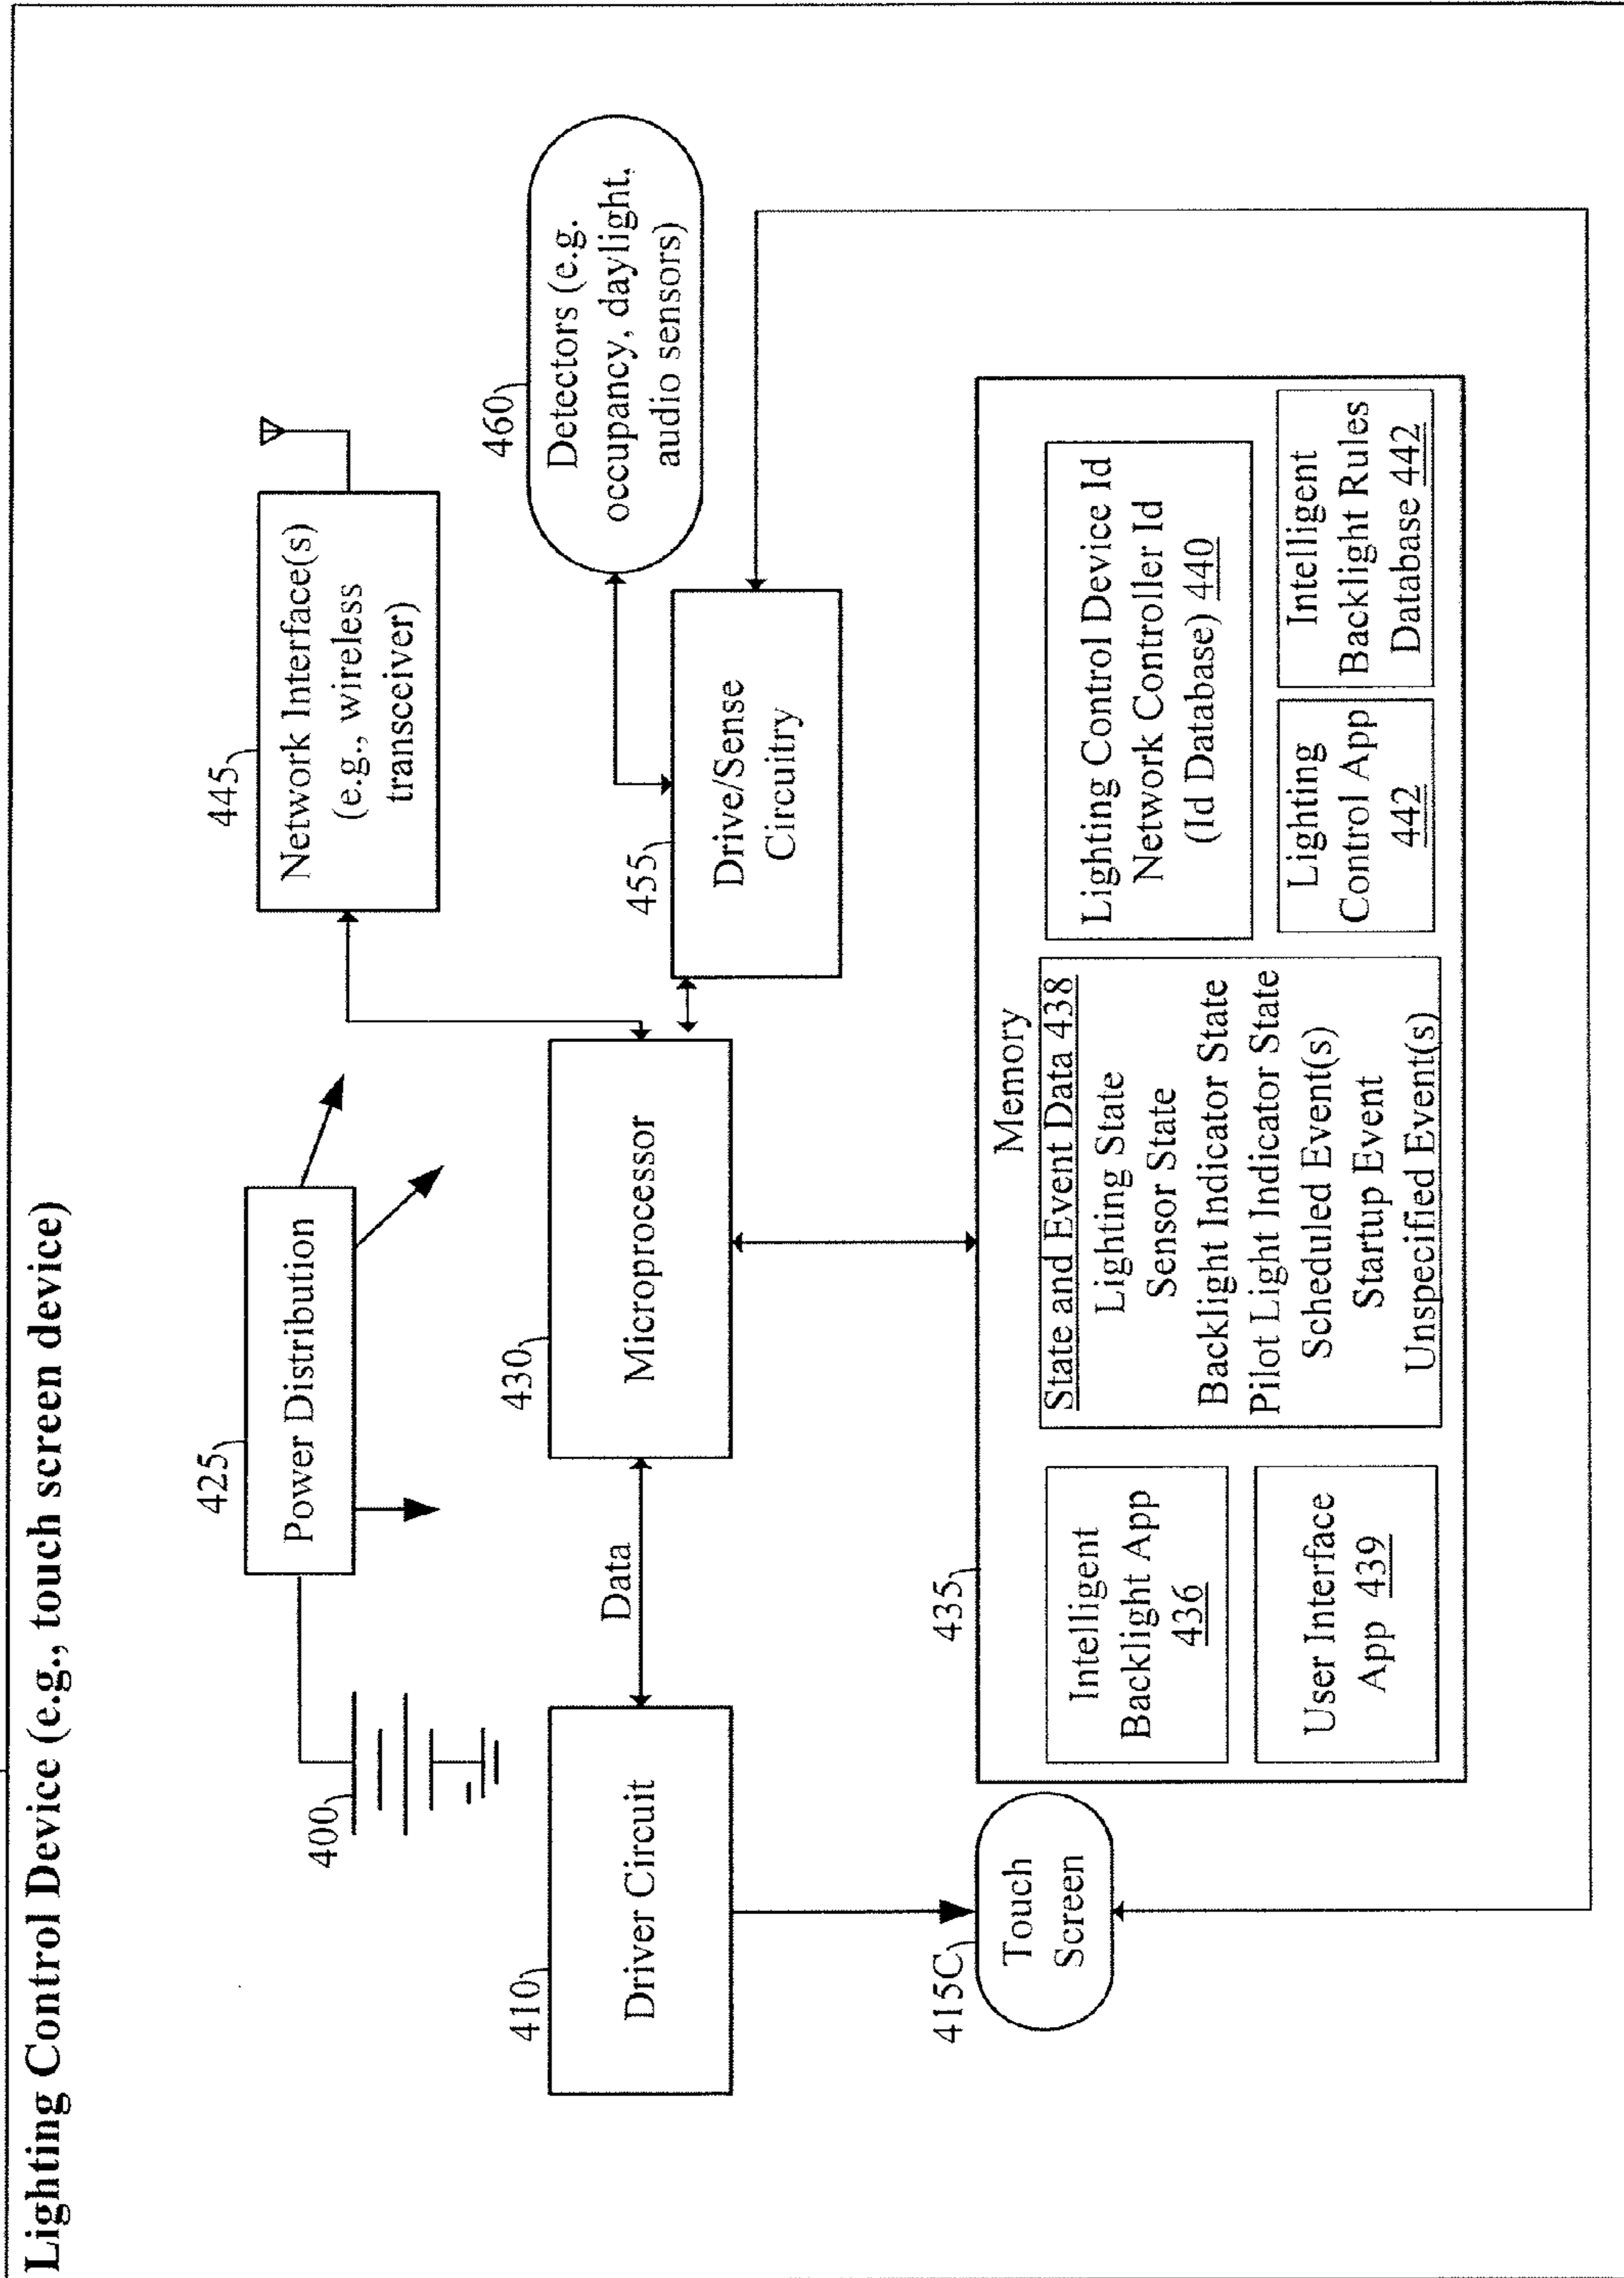 Lighting Control Device (e.g., touch screen device)
425
Power Distribution
400
445
Network Interface(s)
(e.g., wireless
transceiver)
460
Detectors (e.g.
occupancy, daylight,
audio sensors)
410
Driver Circuit
Data
430
Microprocessor
455
Drive/Sense
Circuitry
415C
Touch
Screen
435
Memory
Intelligent
Backlight App
436
User Interface
App 439
State and Event Data 438
Lighting State
Sensor State
Backlight Indicator State
Pilot Light Indicator State
Scheduled Event(s)
Startup Event
Unspecified Event(s)
Lighting Control Device Id
Network Controller Id
(Id Database) 440
Lighting
Control App
442
Intelligent
Backlight Rules
Database 442